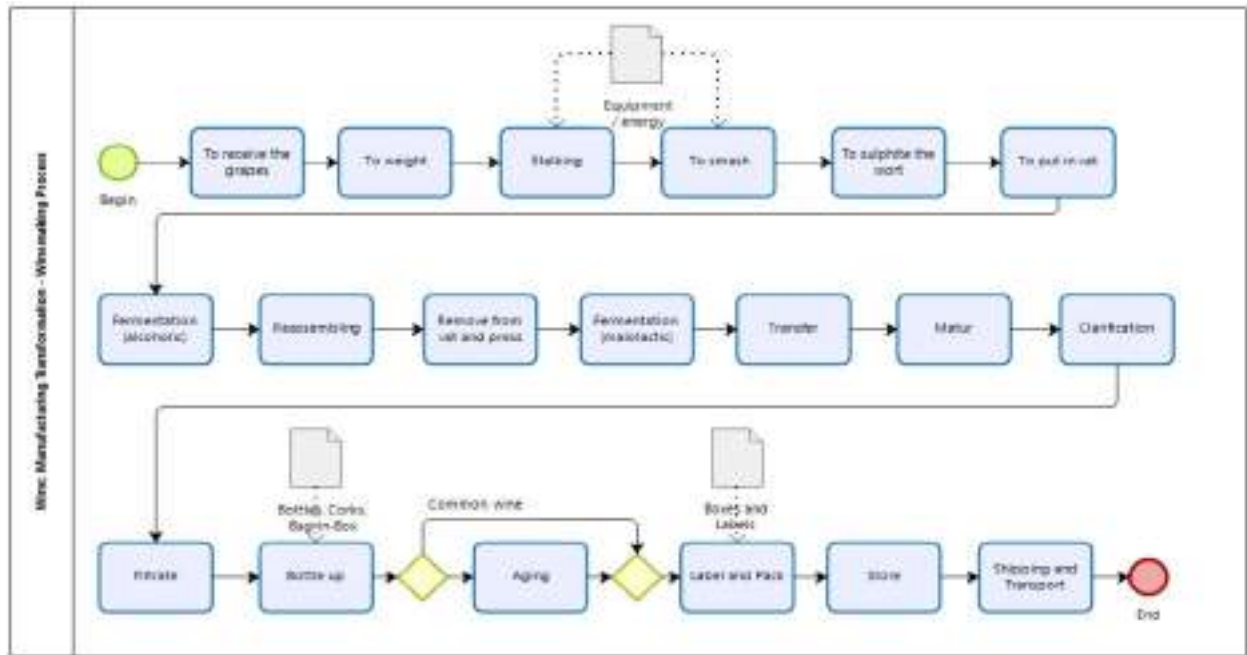 Wine: Manufacturing Transformation - Winemaking Process
Equipment
/ energy
Begin
To receive the
grapes
To weight
Stalking
To smash
To sulphite the
wort
To put in vat
Fermentation
(alcoholic)
Reassembling
Remove from
vat and press
Fermentation
(malolactic)
Transfer
Matur
Clarification
Bottles, Corks,
Bag-in-Box
Common wine
Boxes and
Labels
Filtrate
Bottle up
Aging
Label and Pack
Store
Shipping and
Transport
End